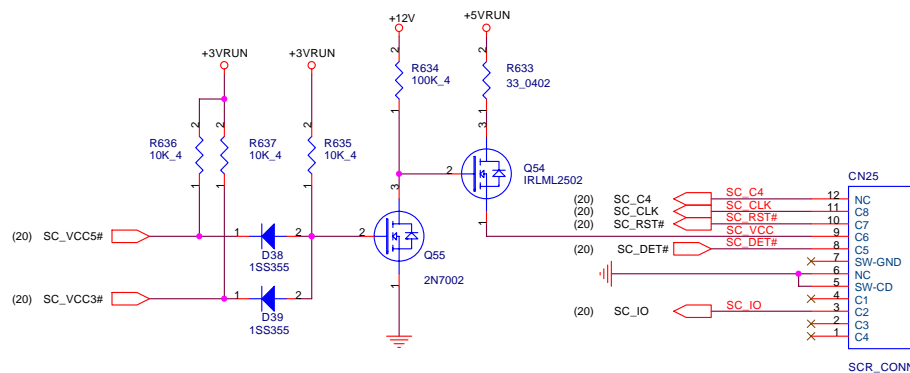 +12V
+5VRUN
+3VRUN
+3VRUN
2
R634
100K_4
1
2
R633
33_0402
1
2
R636
10K_4
1
2
R637
10K_4
1
2
R635
10K_4
1
3
2
Q54
IRLML2502
1
3
2
Q55
2N7002
1
(20) SC_VCC5#
1
2
D38
1SS355
(20) SC_VCC3#
1
2
D39
1SS355
CN25
(20) SC_C4
SC_C4
12
NC
(20) SC_CLK
SC_CLK
11
C8
(20) SC_RST#
SC_RST#
10
C7
SC_VCC
9
C6
(20) SC_DET#
SC_DET#
8
C5
7
SW-GND
6
NC
5
SW-CD
4
C1
(20) SC_IO
SC_IO
3
C2
2
C3
1
C4